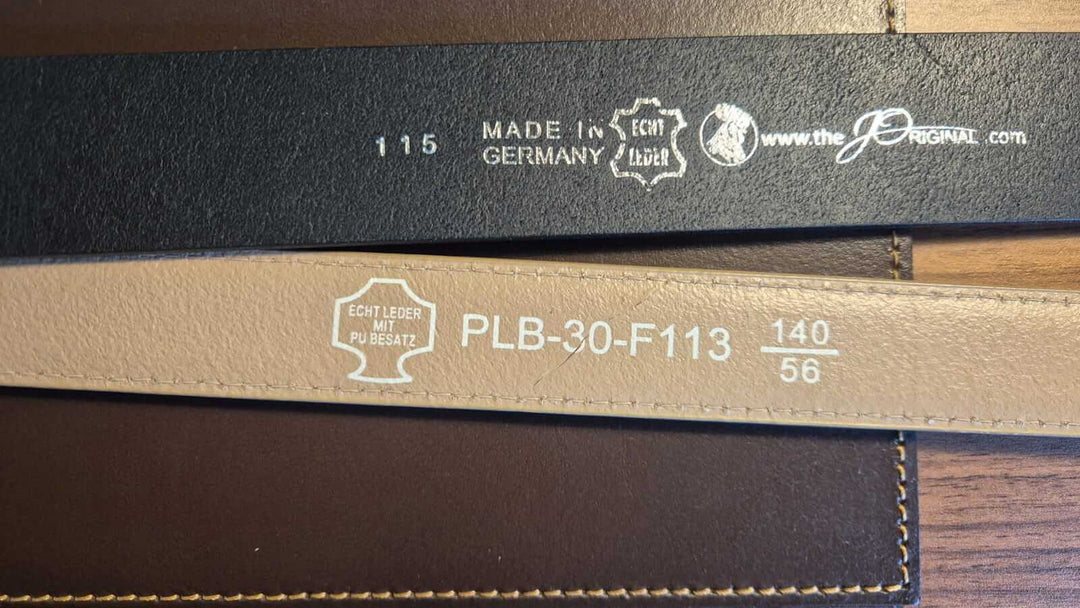 115
MADE IN
GERMANY
ECHT
LEDER
www.the JORIGINAL .com
ECHT LEDER
MIT
PU BESATZ
PLB-30-F113
140
56